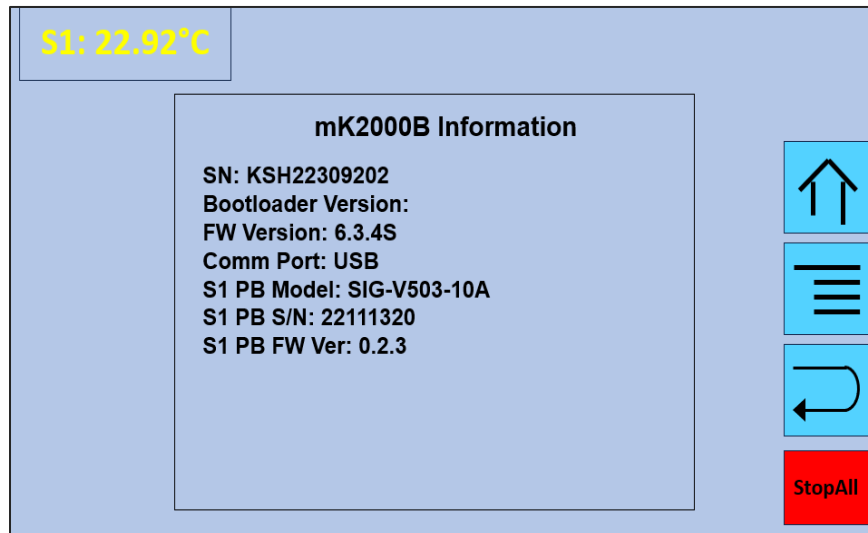 S1: 22.92°C
mK2000B Information
SN: KSH22309202
Bootloader Version:
FW Version: 6.3.4S
Comm Port: USB
S1 PB Model: SIG-V503-10A
S1 PB S/N: 22111320
S1 PB FW Ver: 0.2.3
StopAll